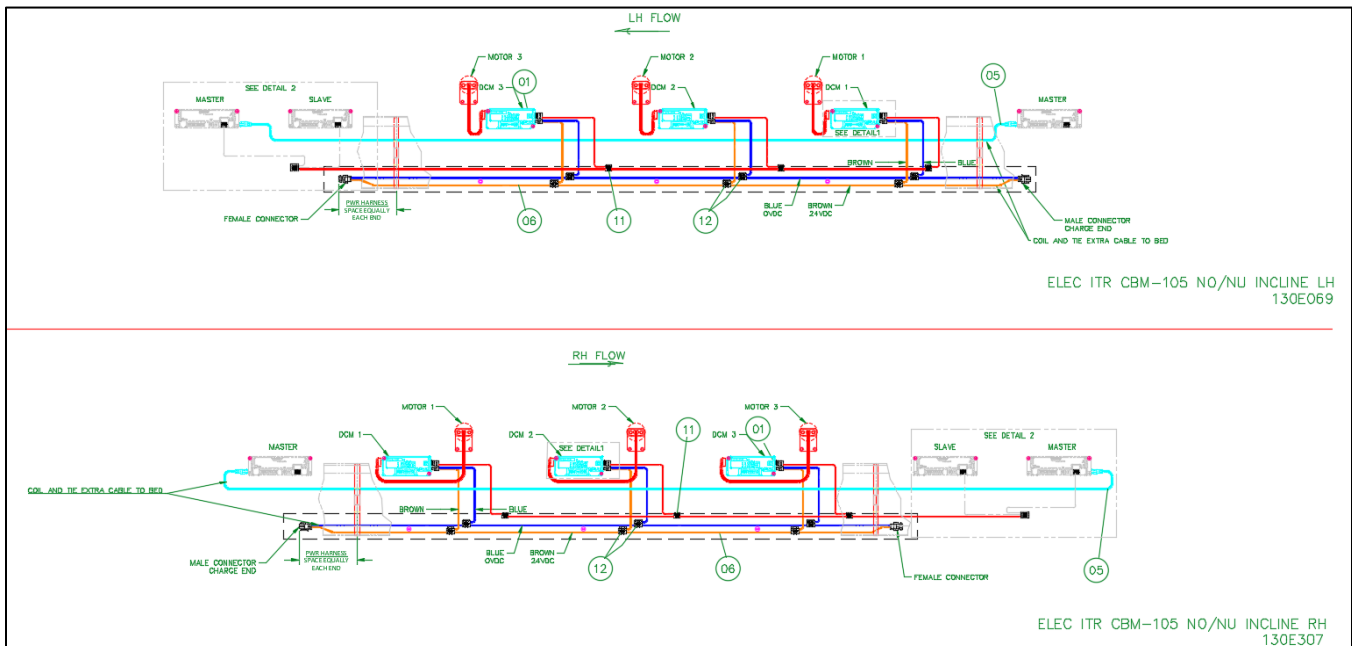 LH FLOW
MOTOR 3
MOTOR 2
MOTOR 1
SEE DETAIL 2
MASTER
SLAVE
DCM 3
01
DCM 2
DCM 1
SEE DETAIL1
05
MASTER
BROWN
BLUE
FEMALE CONNECTOR
PWR HARNESS
SPACE EQUALLY
EACH END
06
11
12
BLUE
0VDC
BROWN
24VDC
MALE CONNECTOR
CHARGE END
COIL AND TIE EXTRA CABLE TO BED
ELEC ITR CBM-105 NO/NU INCLINE LH
130E069
RH FLOW
MOTOR 1
MOTOR 2
MOTOR 3
MASTER
DCM 1
DCM 2
SEE DETAIL1
11
DCM 3
01
SEE DETAIL 2
SLAVE
MASTER
COIL AND TIE EXTRA CABLE TO BED
BROWN
BLUE
MALE CONNECTOR
CHARGE END
PWR HARNESS
SPACE EQUALLY
EACH END
BLUE
0VDC
BROWN
24VDC
12
06
FEMALE CONNECTOR
05
ELEC ITR CBM-105 NO/NU INCLINE RH
130E307